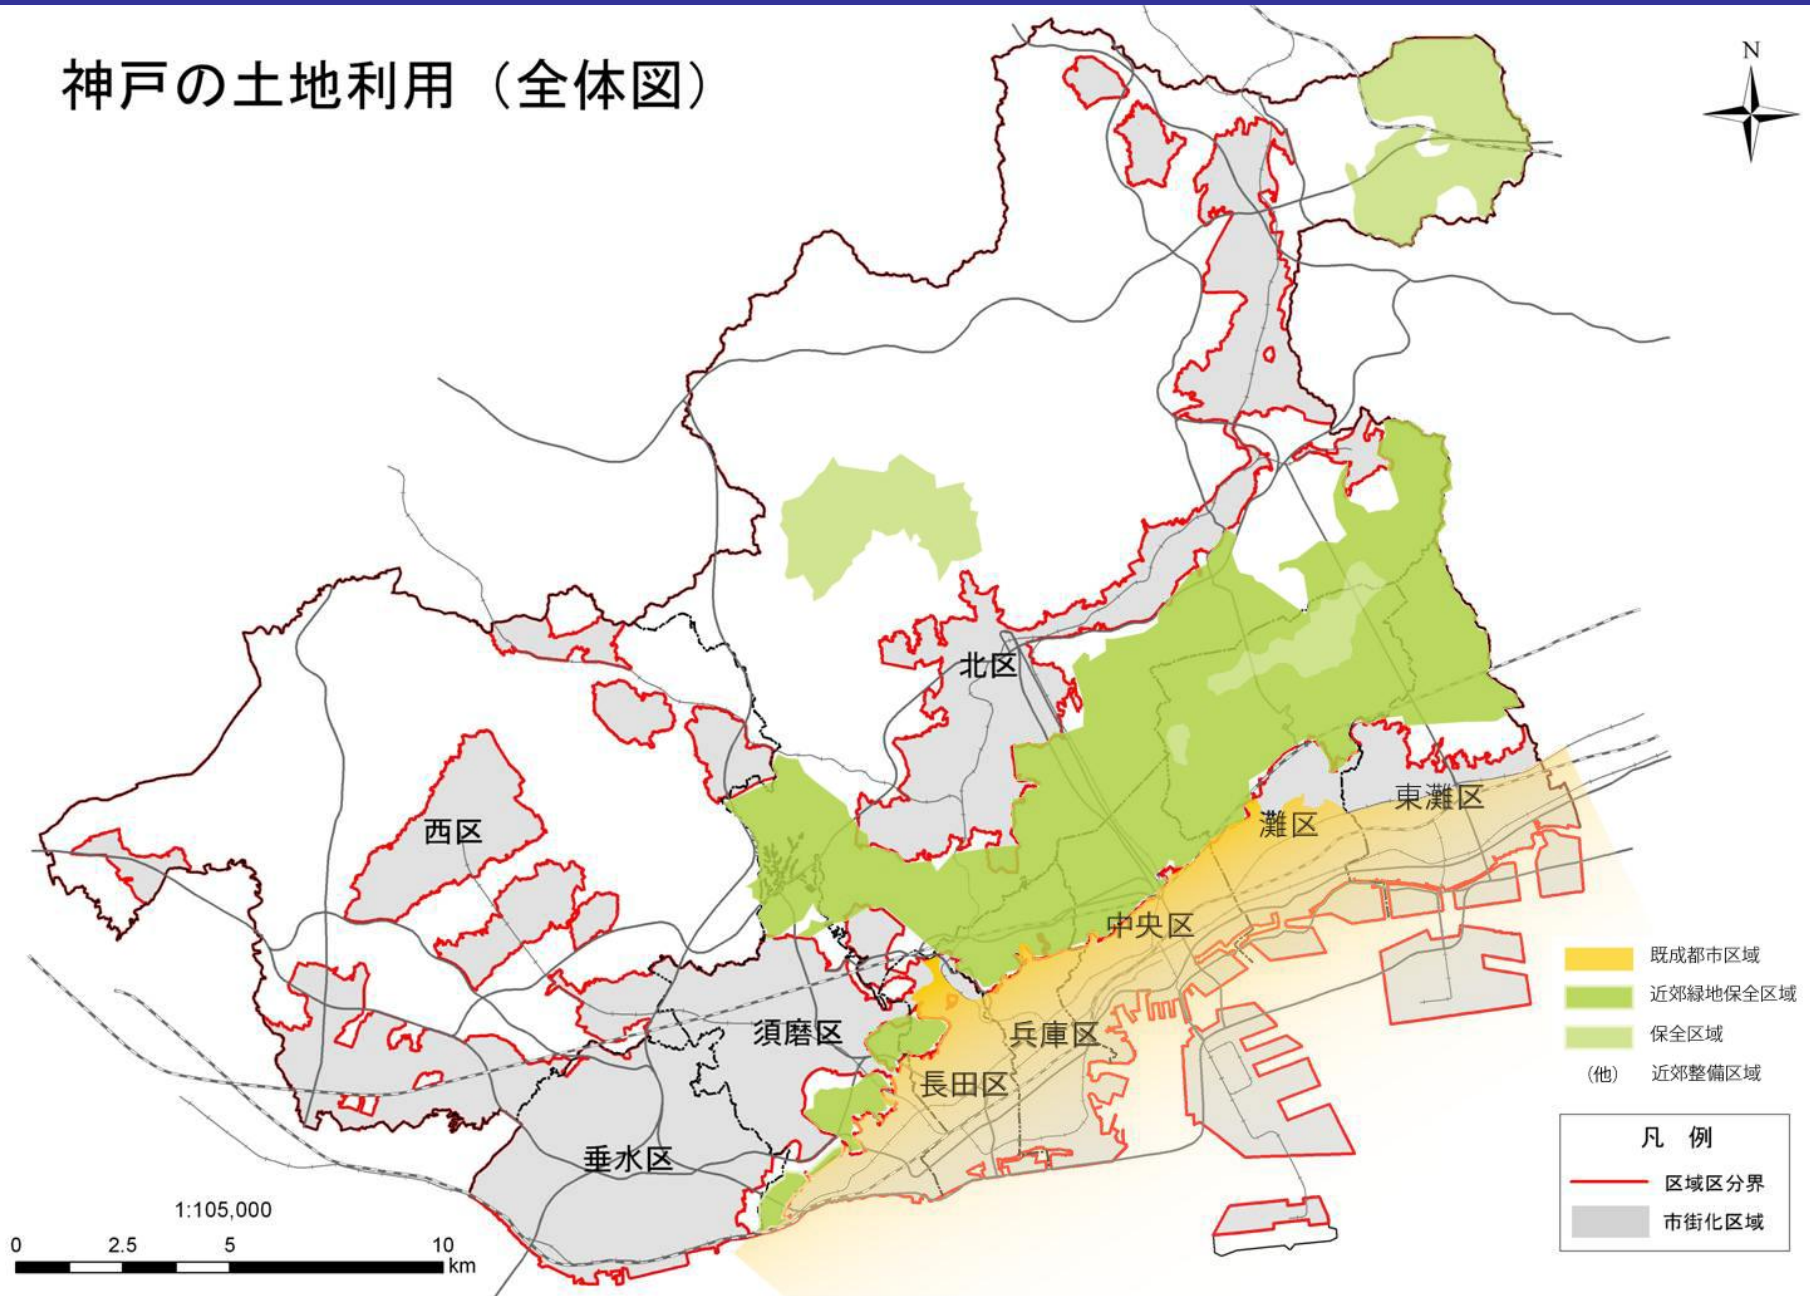 神戸の土地利用（全体図）
N
北区
西区
東灘区
灘区
中央区
須磨区
兵庫区
長田区
垂水区
既成都市区域
近郊緑地保全区域
保全区域
（他） 近郊整備区域
凡 例
区域区分界
市街化区域
1:105,000
0 2.5 5 10
km